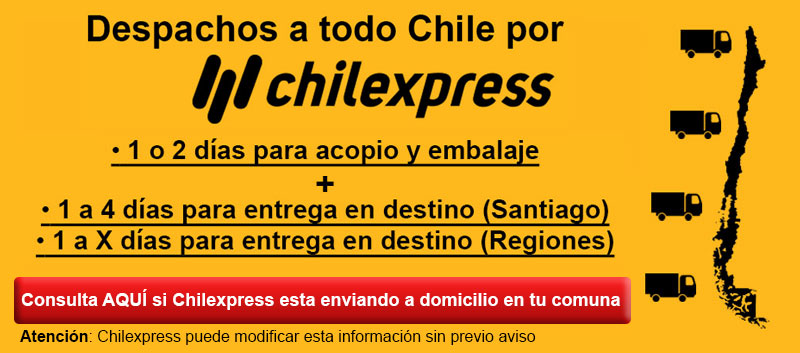 Despachos a todo Chile por
chilexpress
• 1 o 2 días para acopio y embalaje
+
• 1 a 4 días para entrega en destino (Santiago)
• 1 a X días para entrega en destino (Regiones)
Consulta AQUÍ si Chilexpress esta enviando a domicilio en tu comuna
Atención: Chilexpress puede modificar esta información sin previo aviso